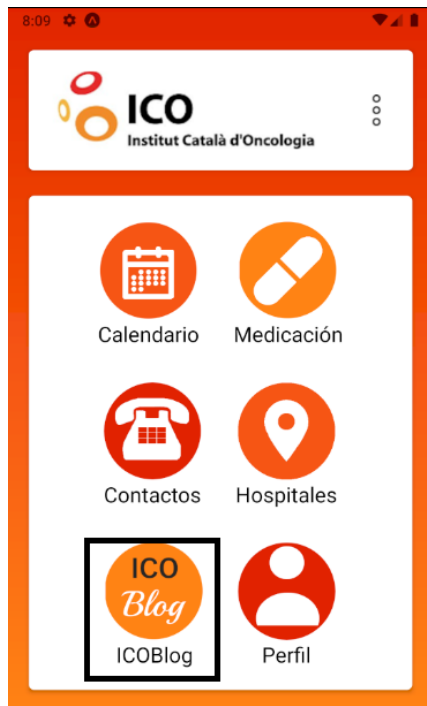 8:09
ICO
Institut Català d'Oncologia
Calendario Medicación
Contactos Hospitales
ICO
Blog
ICOBlog Perfil